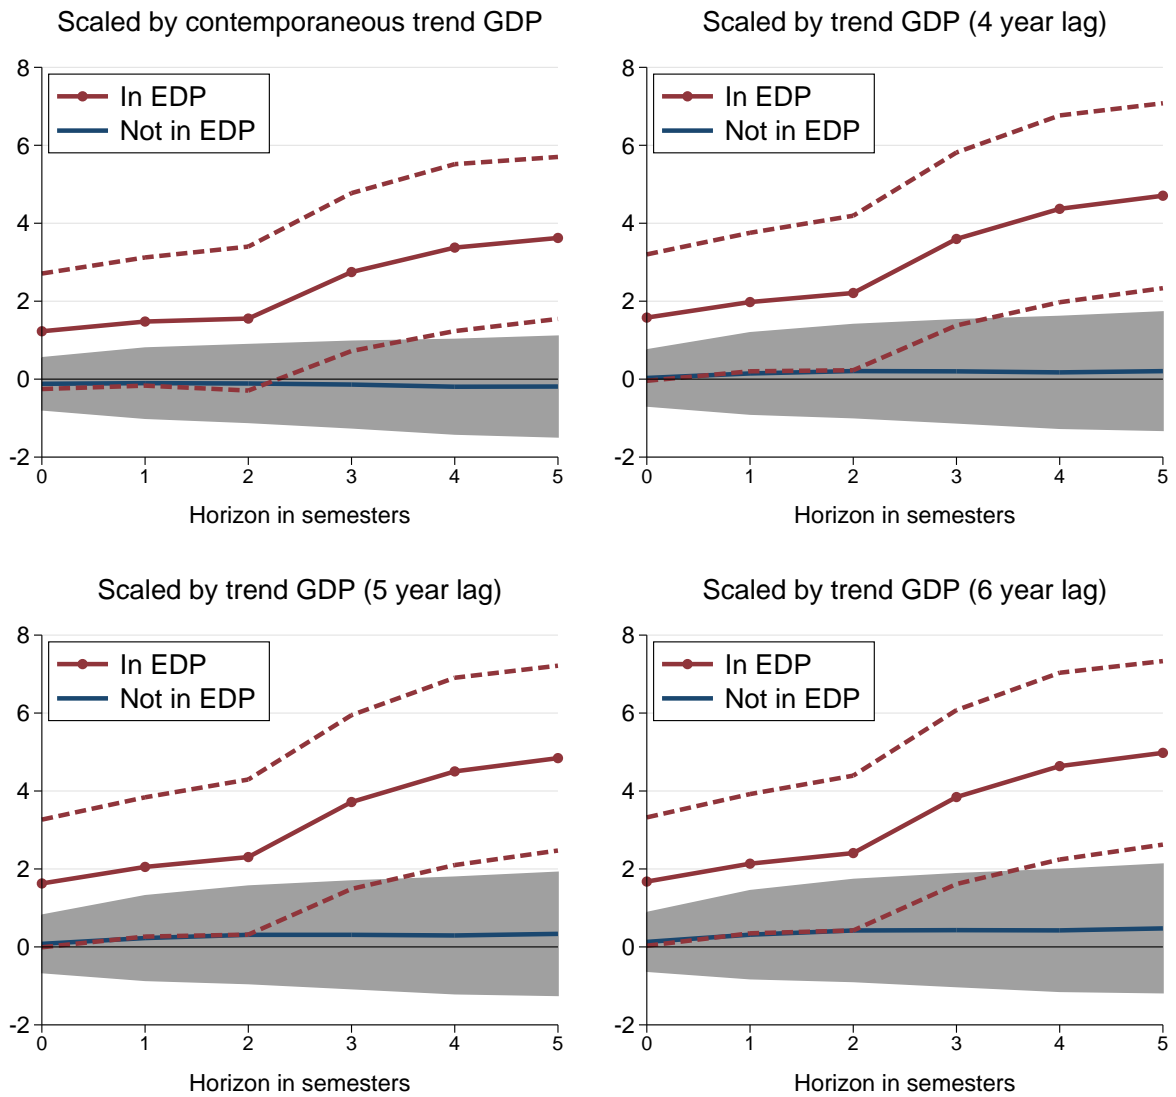 Scaled by contemporaneous trend GDP
8
6
4
2
0
-2
In EDP
Not in EDP
0 1 2 3 4 5
Horizon in semesters
Scaled by trend GDP (4 year lag)
8
6
4
2
0
-2
In EDP
Not in EDP
0 1 2 3 4 5
Horizon in semesters
Scaled by trend GDP (5 year lag)
8
6
4
2
0
-2
In EDP
Not in EDP
0 1 2 3 4 5
Horizon in semesters
Scaled by trend GDP (6 year lag)
8
6
4
2
0
-2
In EDP
Not in EDP
0 1 2 3 4 5
Horizon in semesters